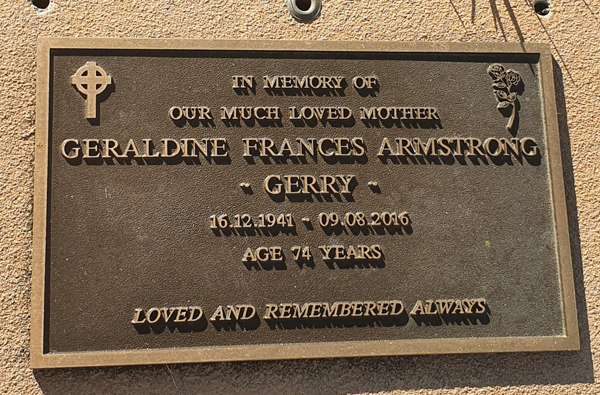 IN MEMORY OF
OUR MUCH LOVED MOTHER
GERALDINE FRANCES ARMSTRONG
~ GERRY ~
16.12.1941 - 09.08.2016
AGE 74 YEARS
LOVED AND REMEMBERED ALWAYS